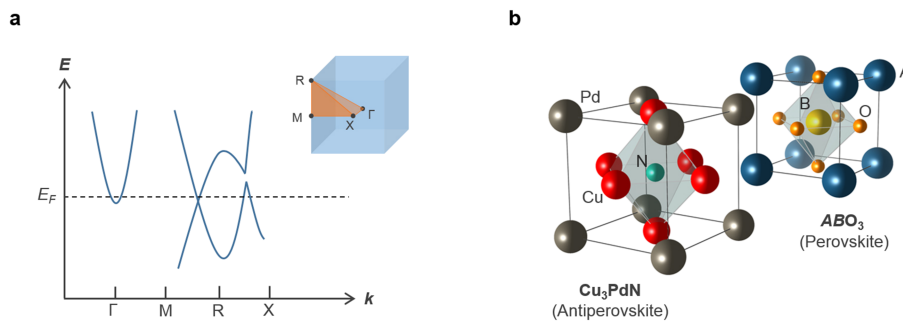 a
E
E_F
Γ
M
R
X
k
R
M
X
Γ
b
Pd
N
Cu
Cu₃PdN
(Antiperovskite)
A
B
O
ABO₃
(Perovskite)